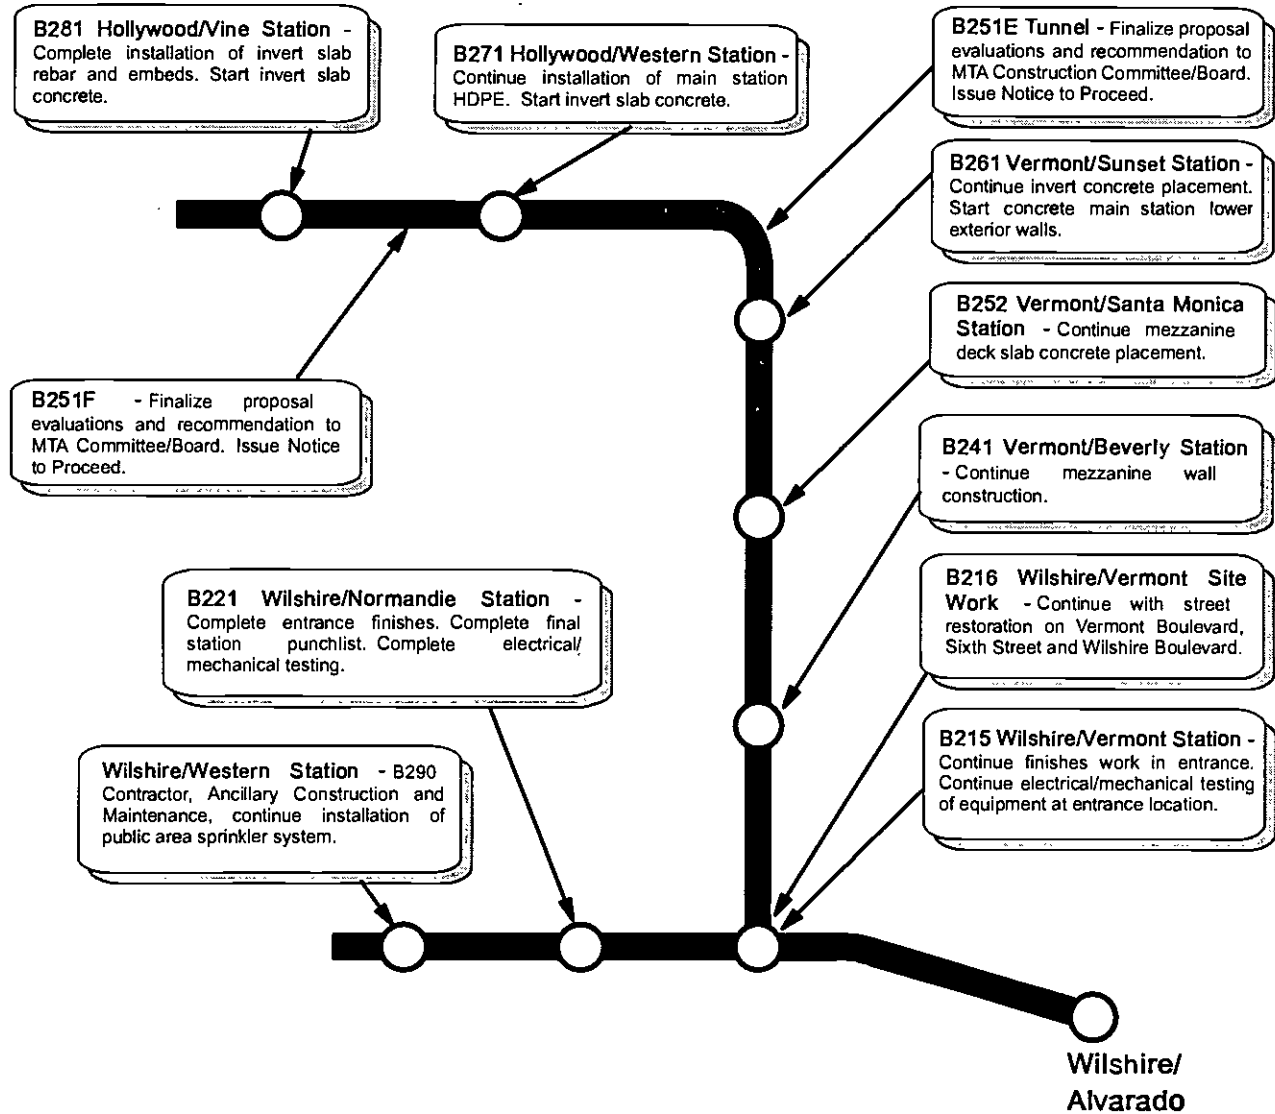 B281 Hollywood/Vine Station -
Complete installation of invert slab
rebar and embeds. Start invert slab
concrete.
B271 Hollywood/Western Station -
Continue installation of main station
HDPE. Start invert slab concrete.
B251E Tunnel - Finalize proposal
evaluations and recommendation to
MTA Construction Committee/Board.
Issue Notice to Proceed.
B261 Vermont/Sunset Station -
Continue invert concrete placement.
Start concrete main station lower
exterior walls.
B252 Vermont/Santa Monica
Station - Continue mezzanine
deck slab concrete placement.
B251F - Finalize proposal
evaluations and recommendation to
MTA Committee/Board. Issue Notice
to Proceed.
B241 Vermont/Beverly Station
- Continue mezzanine wall
construction.
B216 Wilshire/Vermont Site
Work - Continue with street
restoration on Vermont Boulevard,
Sixth Street and Wilshire Boulevard.
B221 Wilshire/Normandie Station -
Complete entrance finishes. Complete final
station punchlist. Complete electrical/
mechanical testing.
B215 Wilshire/Vermont Station -
Continue finishes work in entrance.
Continue electrical/mechanical testing
of equipment at entrance location.
Wilshire/Western Station - B290
Contractor, Ancillary Construction and
Maintenance, continue installation of
public area sprinkler system.
Wilshire/
Alvarado